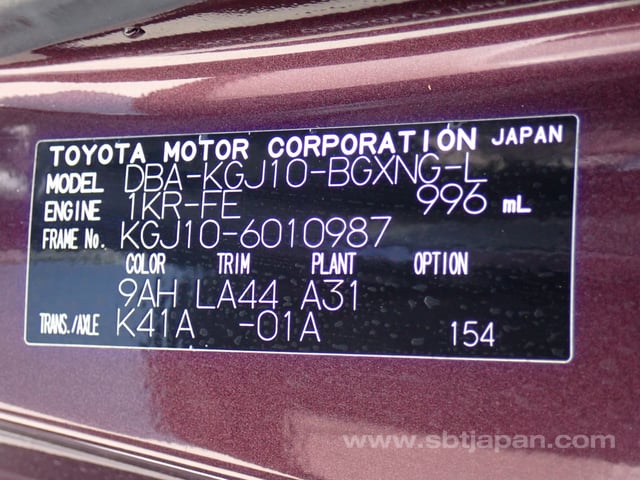 TOYOTA MOTOR CORPORATION JAPAN
MODEL DBA-KGJ10-BGXNG-L
ENGINE 1KR-FE 996 mL
FRAME No. KGJ10-6010987
COLOR TRIM PLANT OPTION
9AH LA44 A31
TRANS./AXLE K41A -01A 154
www.sbtjapan.com